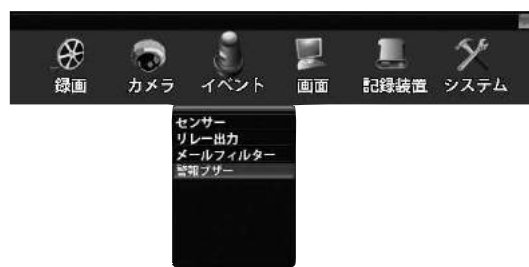 録画 カメラ イベント 画面 記録装置 システム
センサー
リレー出力
メールフィルター
警報ブザー